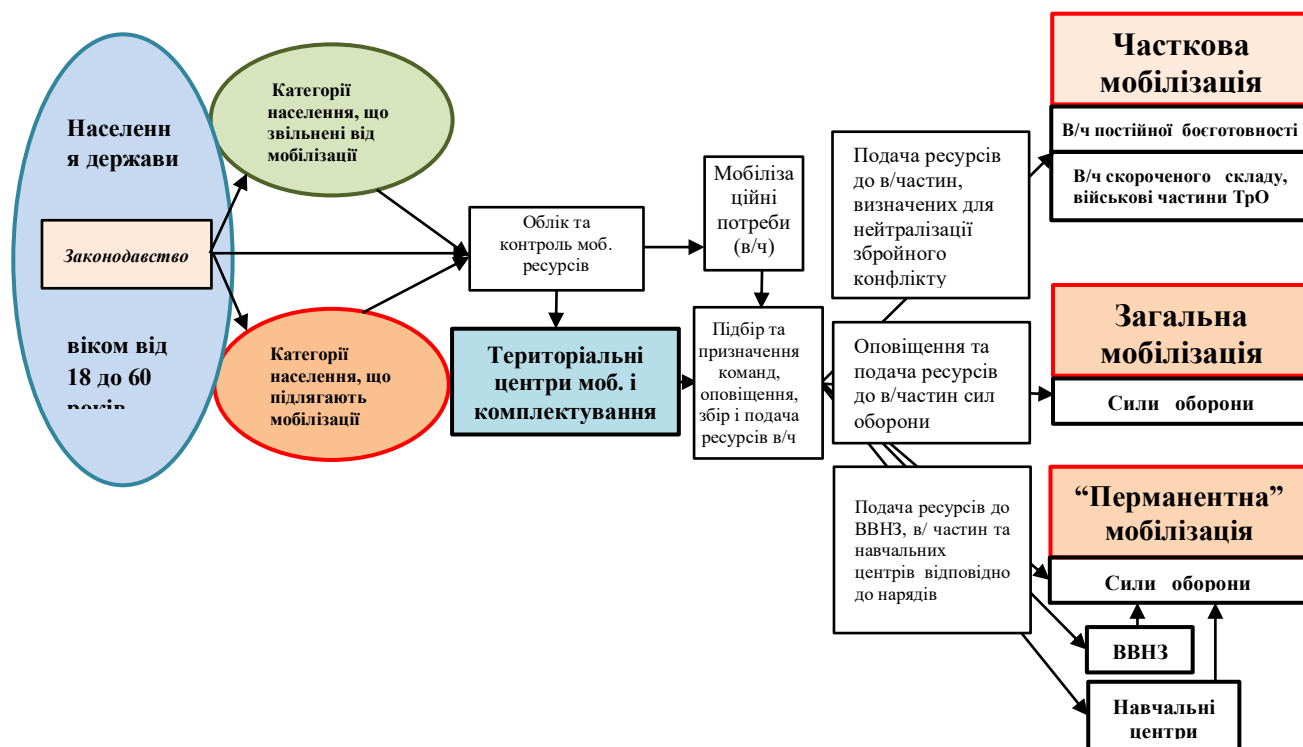 Населенн
я держави
Законодавство
віком від
18 до 60
років
Категорії
населення, що
звільнені від
мобілізації
Категорії
населення, що
підлягають
мобілізації
Облік та
контроль моб.
ресурсів
Територіальні
центри моб. і
комплектування
Мобіліза
ційні
потреби
(в/ч)
Підбір та
призначення
команд,
оповіщення,
збір і подача
ресурсів в/ч
Подача ресурсів
до в/частин,
визначених для
нейтралізації
збройного
конфлікту
Оповіщення та
подача ресурсів
до в/частин сил
оборони
Подача ресурсів до
ВВНЗ, в/ частин та
навчальних
центрів відповідно
до нарядів
Часткова
мобілізація
В/ч постійної боєготовності
В/ч скороченого складу,
військові частини ТрО
Загальна
мобілізація
Сили оборони
“Перманентна”
мобілізація
Сили оборони
ВВНЗ
Навчальні
центри